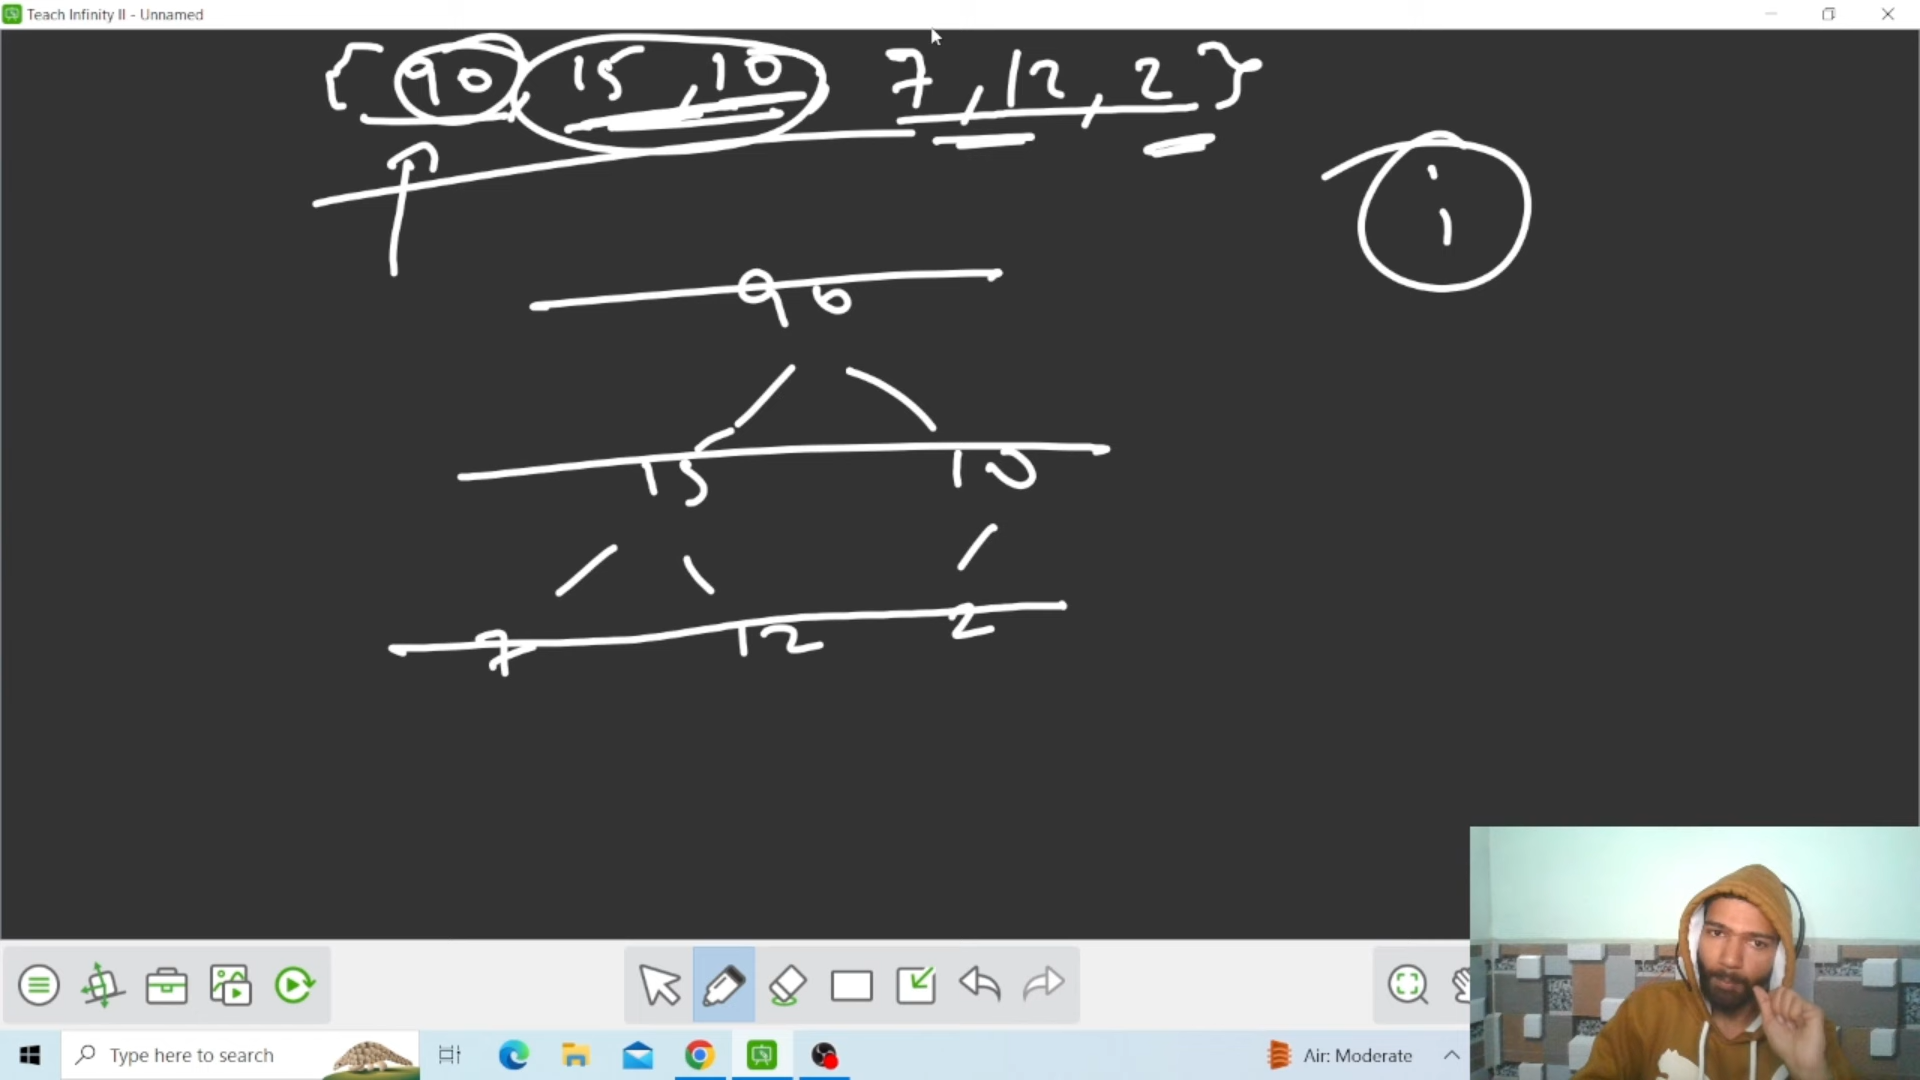 Teach Infinity II - Unnamed
{ 90, 15, 10 7, 12, 2 }
i
90
15 10
7 12 2
Type here to search
Air: Moderate